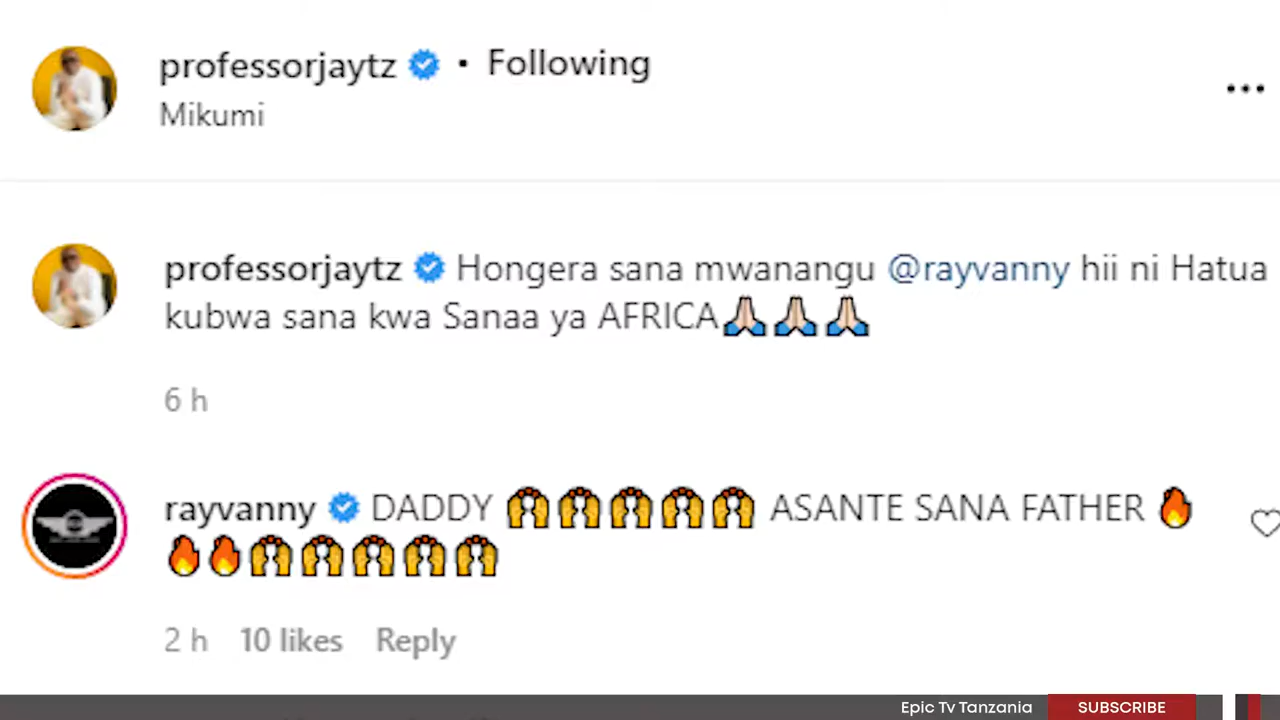 professorjaytz • Following
Mikumi
professorjaytz Hongera sana mwanangu @rayvanny hii ni Hatua
kubwa sana kwa Sanaa ya AFRICA🙏🏻🙏🏻🙏🏻
6 h
rayvanny DADDY 🙌🙌🙌🙌🙌 ASANTE SANA FATHER 🔥
🔥🔥🙌🙌🙌🙌🙌
2 h 10 likes Reply
Epic Tv Tanzania SUBSCRIBE